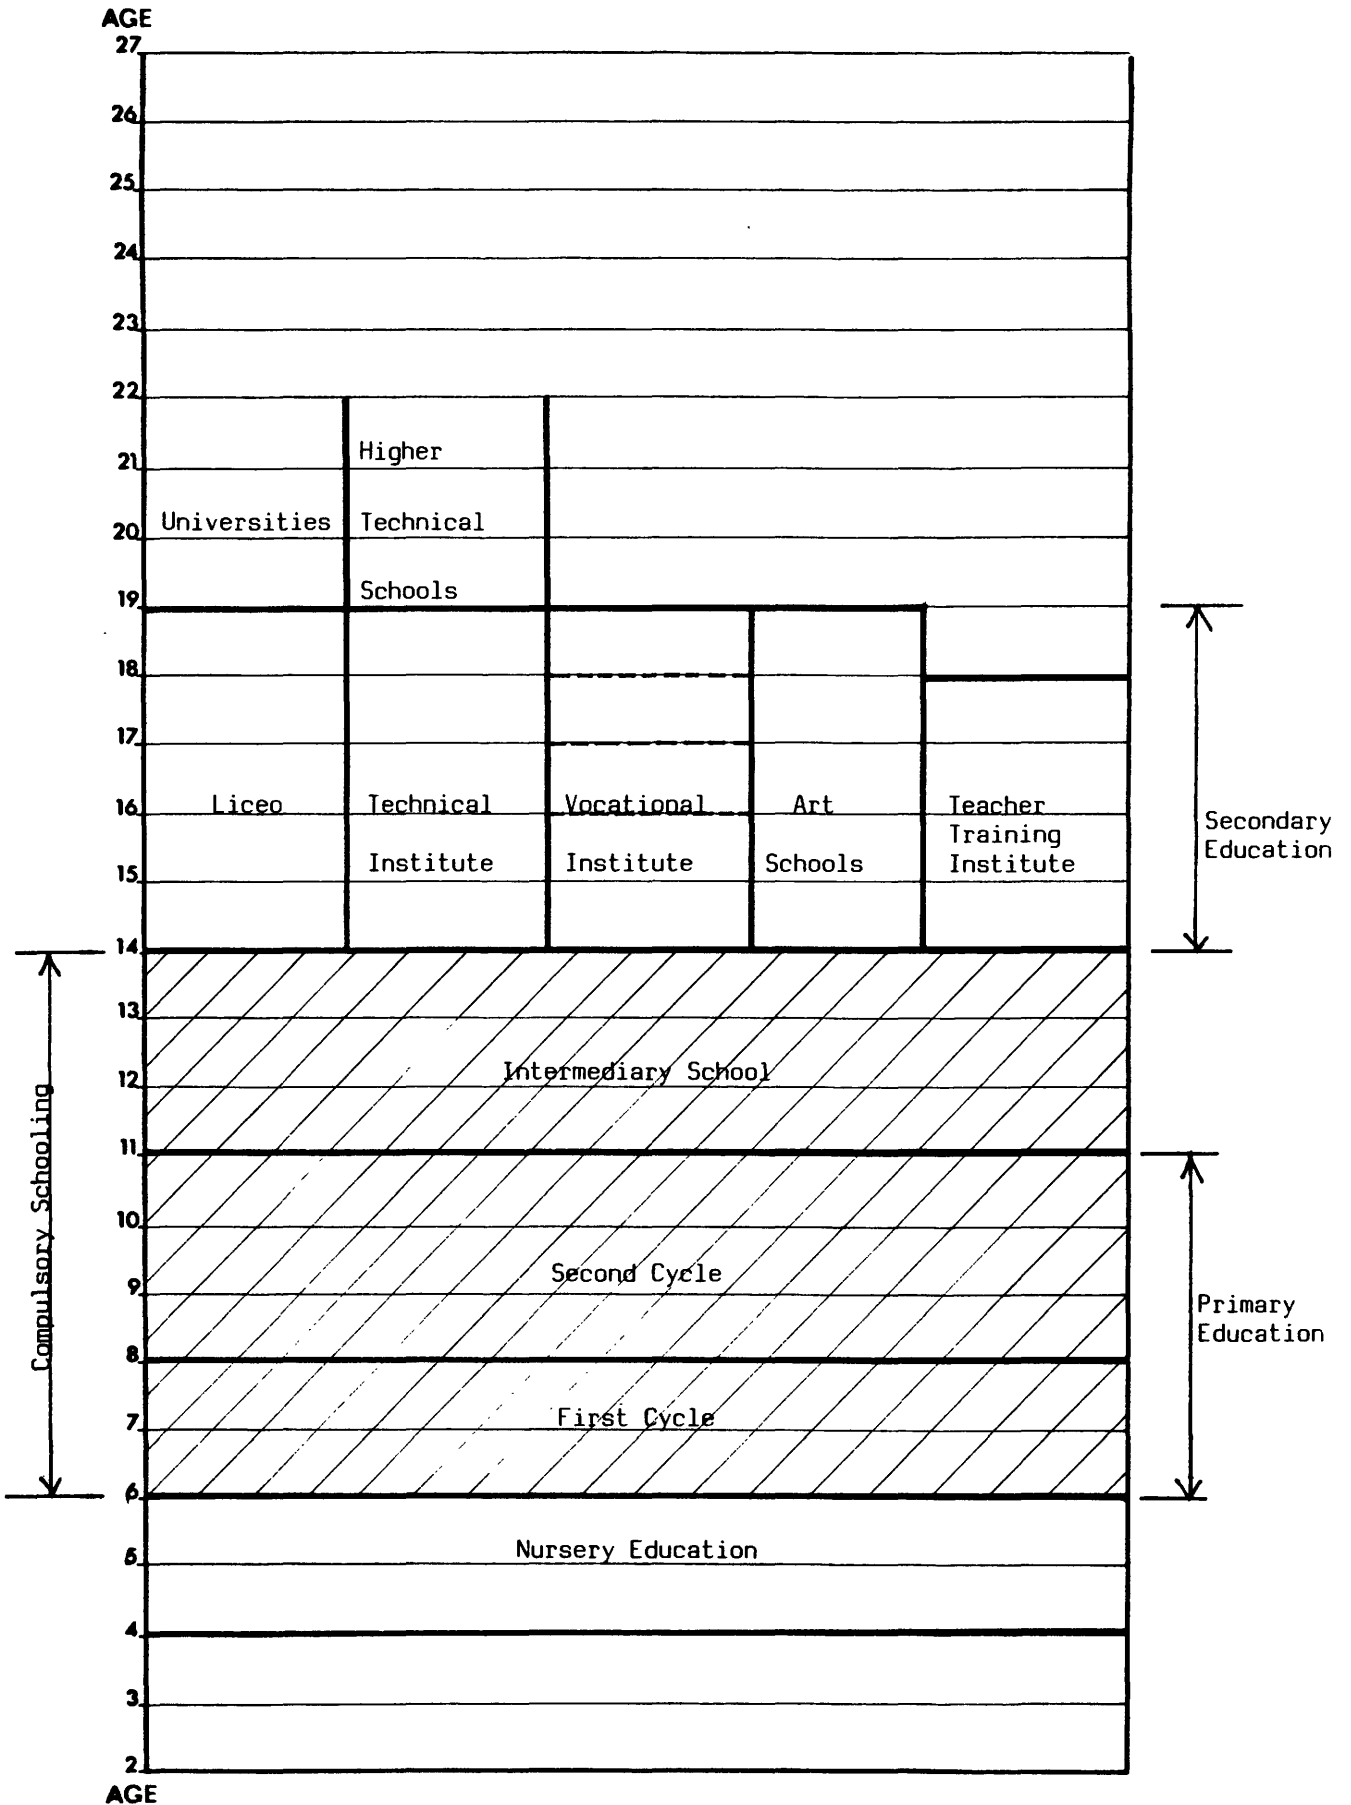 AGE
27
26
25
24
23
22
Higher
21
Universities Technical
20
Schools
19
18
17
Liceo Technical Vocational Art Teacher
16
Training
Secondary
Education
Institute Institute Schools Institute
15
14
13
Intermediary School
12
Compulsory Schooling
11
10
Second Cycle
9
Primary
Education
8
First Cycle
7
6
Nursery Education
5
4
3
2
AGE